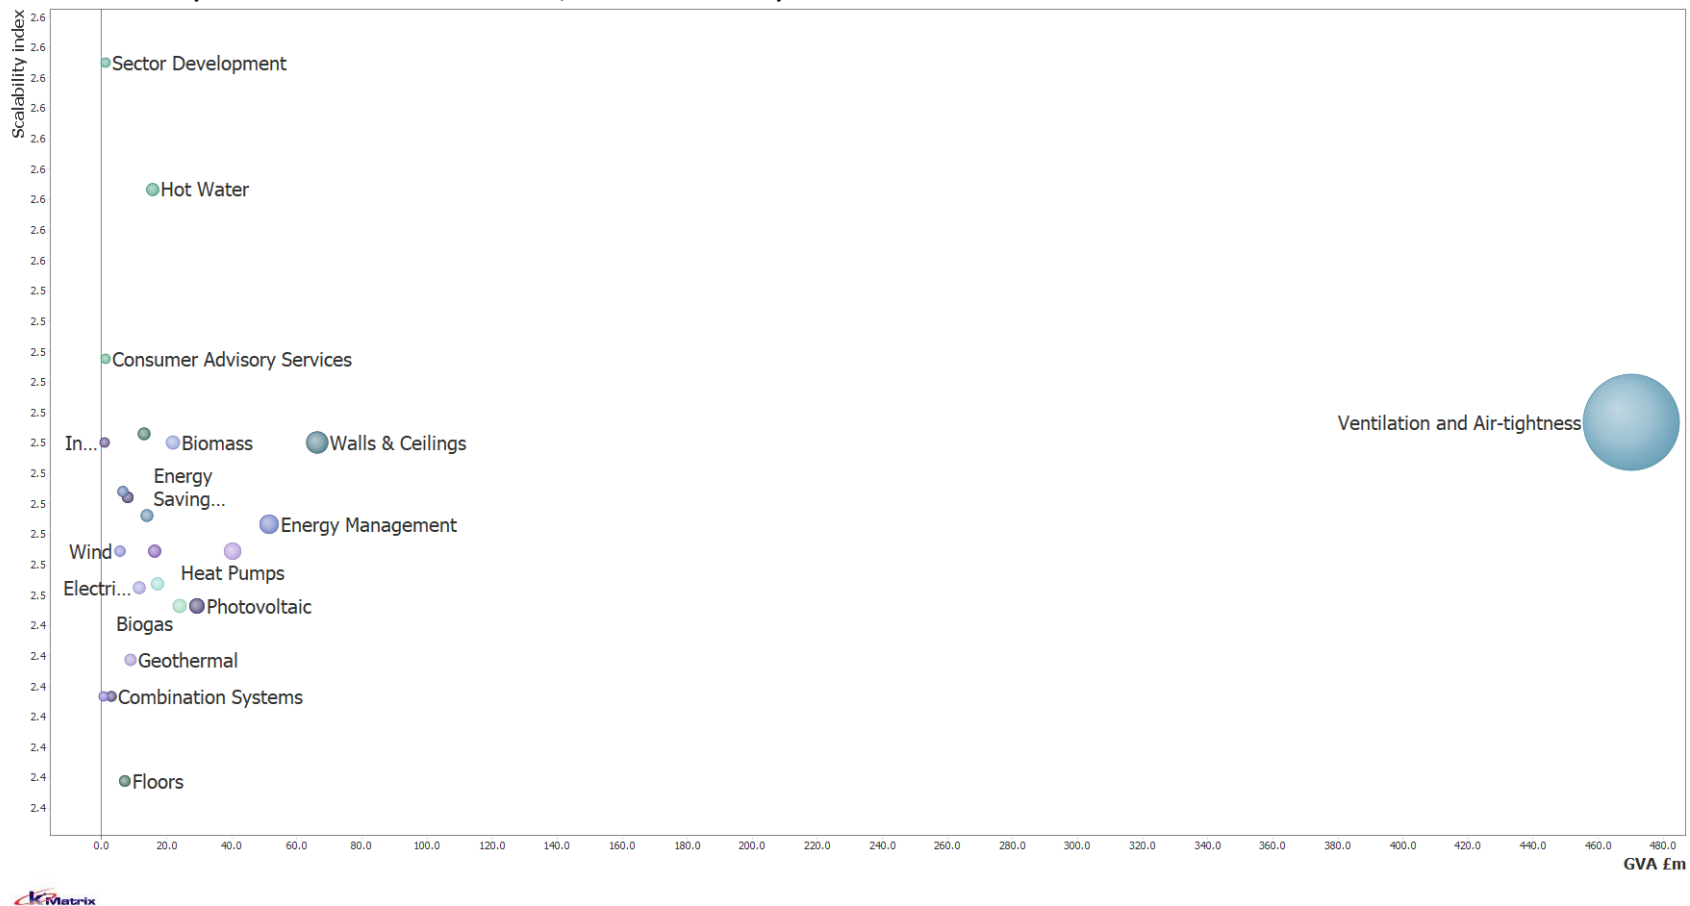 Scalability index
2.6
2.6
2.6
2.6
2.6
2.6
2.6
2.6
2.6
2.5
2.5
2.5
2.5
2.5
2.5
2.5
2.5
2.5
2.5
2.5
2.4
2.4
2.4
2.4
2.4
2.4
2.4
Sector Development
Hot Water
Consumer Advisory Services
Ventilation and Air-tightness
In...
Biomass
Walls & Ceilings
Energy
Saving...
Energy Management
Wind
Heat Pumps
Electri...
Photovoltaic
Biogas
Geothermal
Combination Systems
Floors
0.0 20.0 40.0 60.0 80.0 100.0 120.0 140.0 160.0 180.0 200.0 220.0 240.0 260.0 280.0 300.0 320.0 340.0 360.0 380.0 400.0 420.0 440.0 460.0 480.0
GVA £m
kMatrix